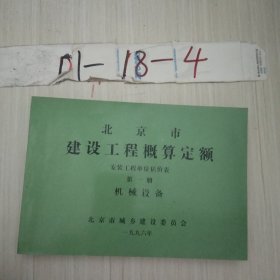 D1-18-4
北京市
建设工程概算定额
安装工程单位估价表
第一册
机械设备
北京市城乡建设委员会
一九九六年